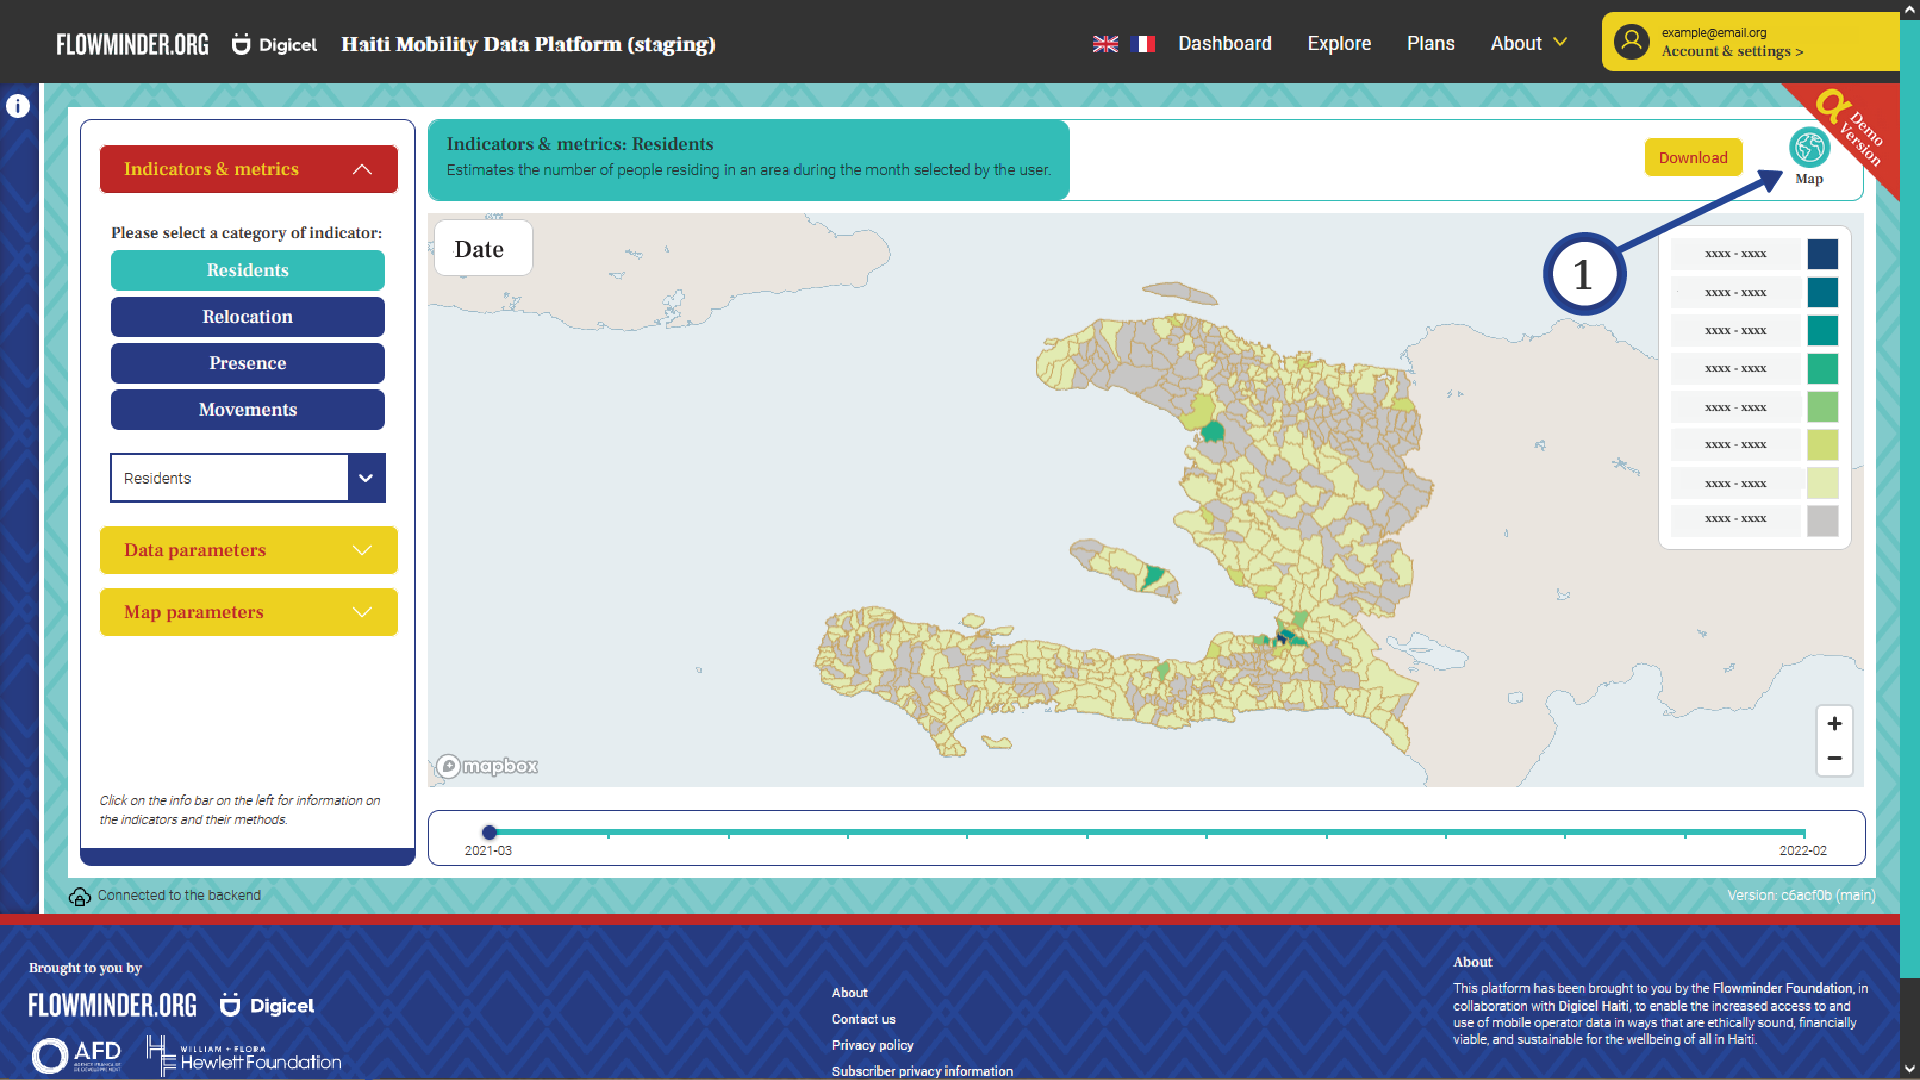 FLOWMINDER.ORG Digicel Haiti Mobility Data Platform (staging)
Dashboard Explore Plans About
example@email.org
Account & settings >
i
Indicators & metrics
Please select a category of indicator:
Residents
Relocation
Presence
Movements
Residents
Data parameters
Map parameters
Click on the info bar on the left for information on
the indicators and their methods.
Indicators & metrics: Residents
Estimates the number of people residing in an area during the month selected by the user.
Download
Map
α Demo
Version
Date
1
xxxx - xxxx
xxxx - xxxx
xxxx - xxxx
xxxx - xxxx
xxxx - xxxx
xxxx - xxxx
xxxx - xxxx
xxxx - xxxx
+
−
mapbox
2021-03
2022-02
Connected to the backend
Version: c6acf0b (main)
Brought to you by
FLOWMINDER.ORG Digicel
AFD
AGENCE FRANÇAISE
DE DÉVELOPPEMENT
WILLIAM + FLORA
Hewlett Foundation
About
Contact us
Privacy policy
Subscriber privacy information
About
This platform has been brought to you by the Flowminder Foundation, in
collaboration with Digicel Haiti, to enable the increased access to and
use of mobile operator data in ways that are ethically sound, financially
viable, and sustainable for the wellbeing of all in Haiti.